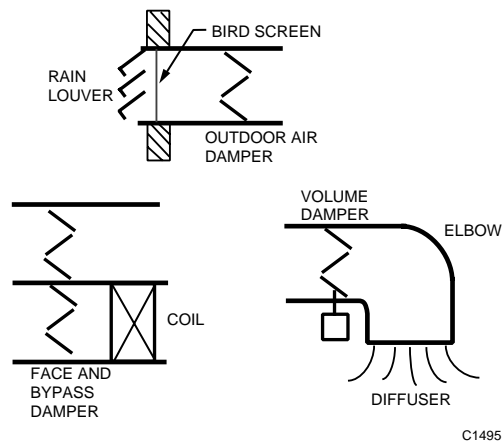 BIRD SCREEN
RAIN
LOUVER
OUTDOOR AIR
DAMPER
VOLUME
DAMPER
ELBOW
COIL
FACE AND
BYPASS
DAMPER
DIFFUSER
C1495